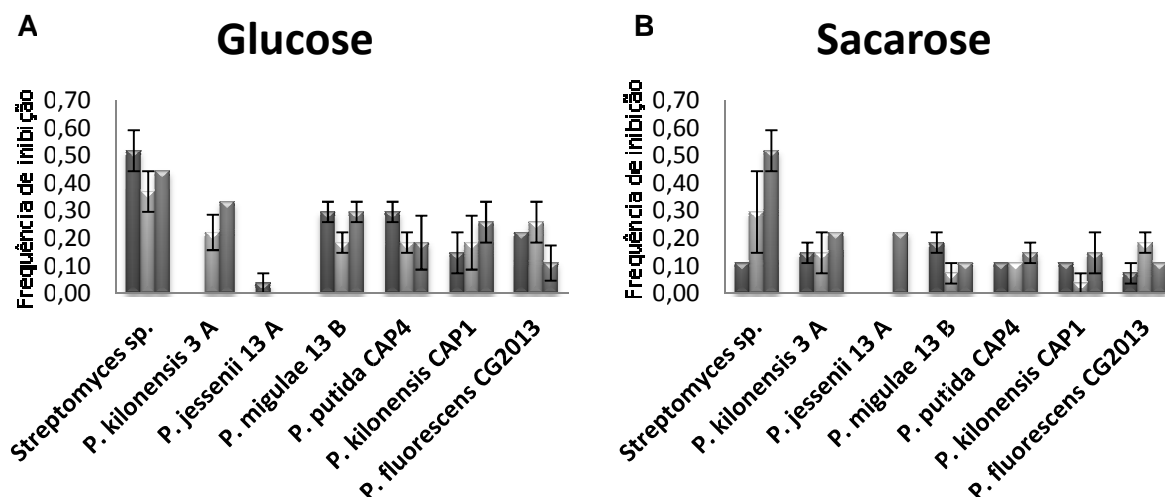 A
Glucose
Frequência de inibição
0,70
0,60
0,50
0,40
0,30
0,20
0,10
0,00
Streptomyces sp.
P. kilonensis 3 A
P. jessenii 13 A
P. migulae 13 B
P. putida CAP4
P. kilonensis CAP1
P. fluorescens CG2013
B
Sacarose
Frequência de inibição
0,70
0,60
0,50
0,40
0,30
0,20
0,10
0,00
Streptomyces sp.
P. kilonensis 3 A
P. jessenii 13 A
P. migulae 13 B
P. putida CAP4
P. kilonensis CAP1
P. fluorescens CG2013